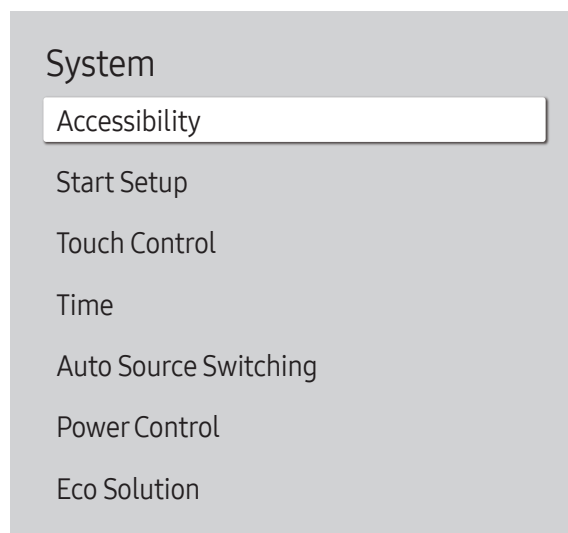 System
Accessibility
Start Setup
Touch Control
Time
Auto Source Switching
Power Control
Eco Solution